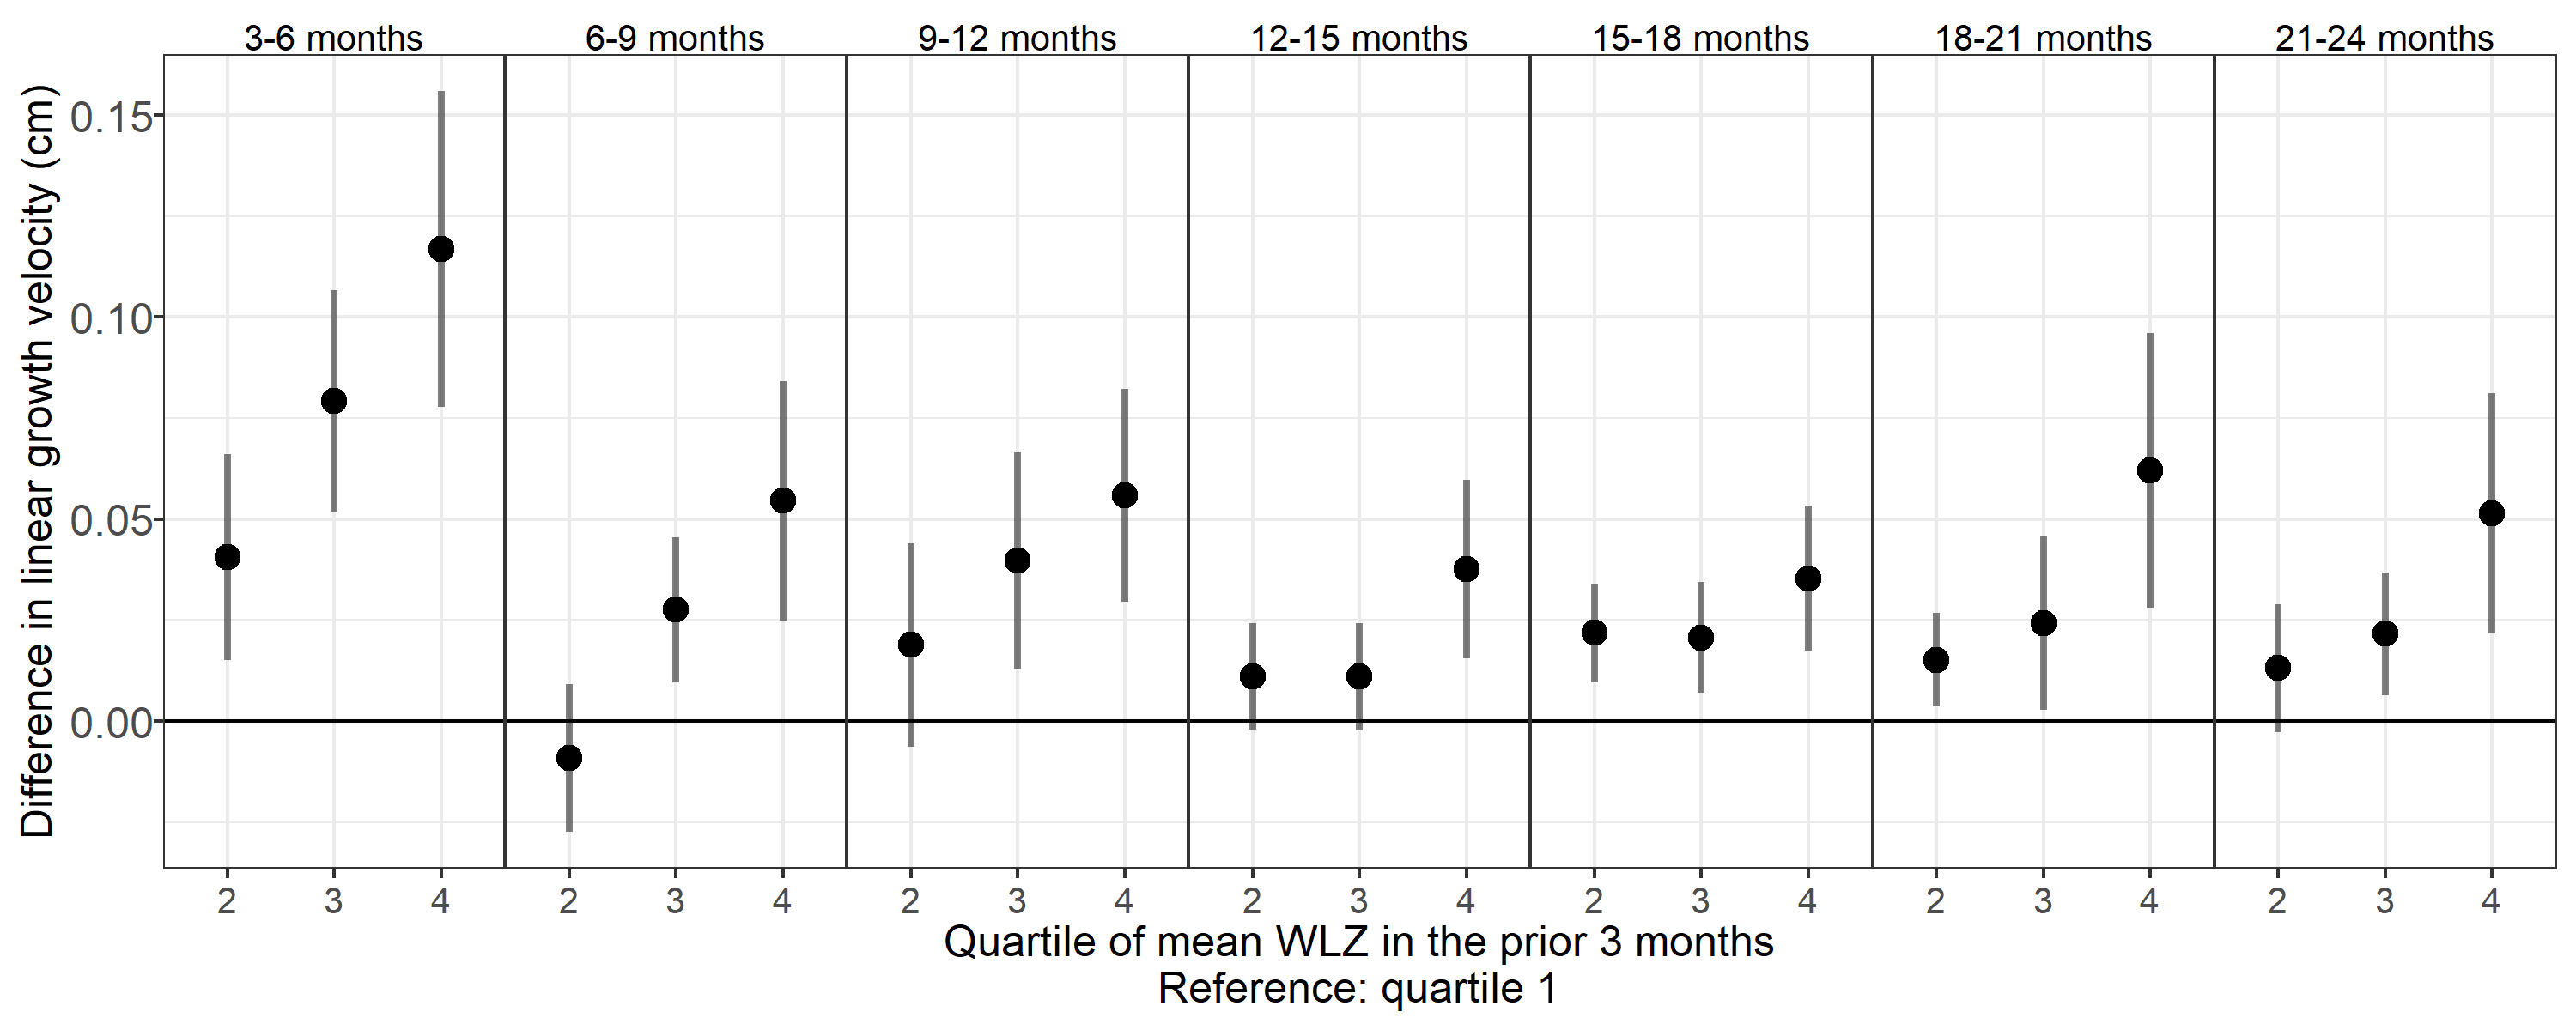 3-6 months 6-9 months 9-12 months 12-15 months 15-18 months 18-21 months 21-24 months
Difference in linear growth velocity (cm)
0.15
0.10
0.05
0.00
2 3 4 2 3 4 2 3 4 2 3 4 2 3 4 2 3 4 2 3 4
Quartile of mean WLZ in the prior 3 months
Reference: quartile 1